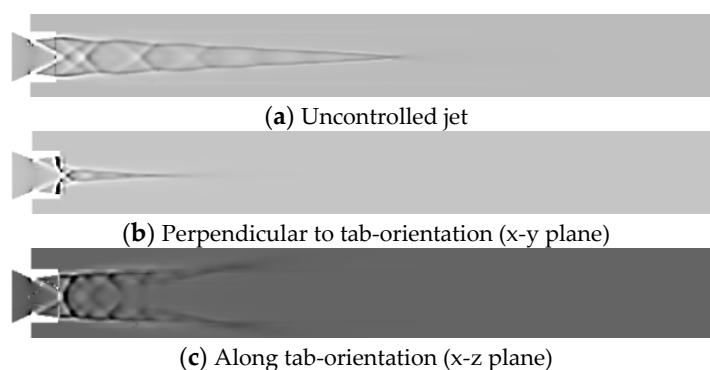 (a) Uncontrolled jet
(b) Perpendicular to tab-orientation (x-y plane)
(c) Along tab-orientation (x-z plane)